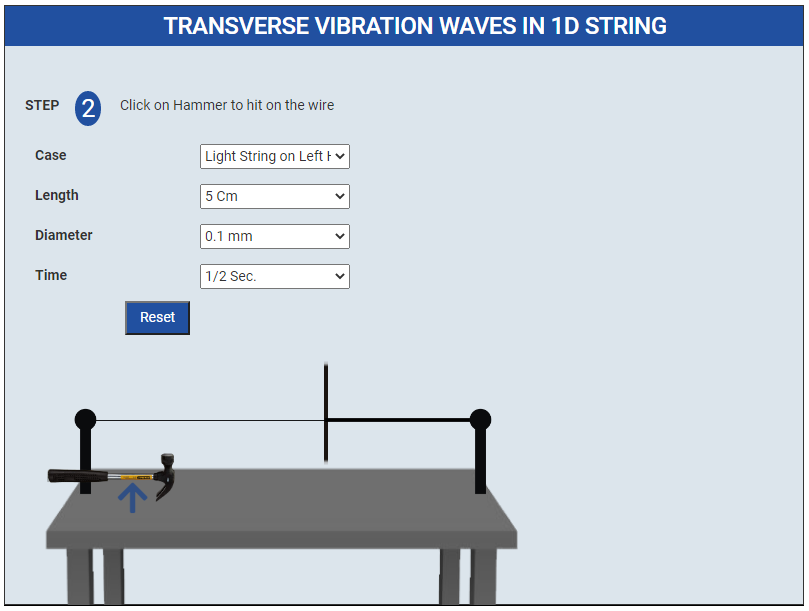 TRANSVERSE VIBRATION WAVES IN 1D STRING
STEP 2 Click on Hammer to hit on the wire
Case Light String on Left
Length 5 Cm
Diameter 0.1 mm
Time 1/2 Sec.
Reset